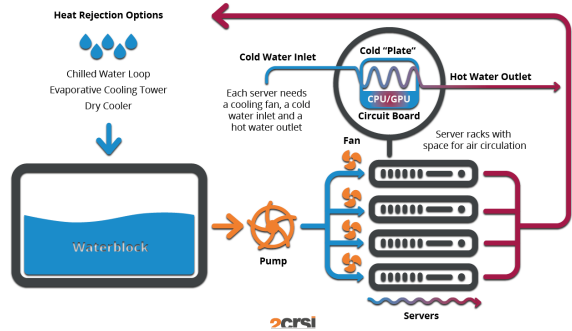 Heat Rejection Options
Chilled Water Loop
Evaporative Cooling Tower
Dry Cooler
Waterblock
Pump
Cold Water Inlet
Each server needs
a cooling fan, a cold
water inlet and a
hot water outlet
Cold “Plate”
CPU/GPU
Circuit Board
Hot Water Outlet
Fan
Server racks with
space for air circulation
Servers
2crsi